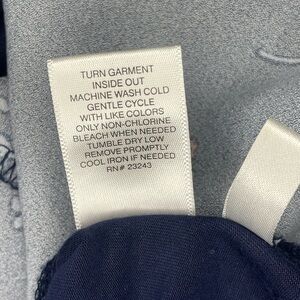 TURN GARMENT
INSIDE OUT
MACHINE WASH COLD
GENTLE CYCLE
WITH LIKE COLORS
ONLY NON-CHLORINE
BLEACH WHEN NEEDED
TUMBLE DRY LOW
REMOVE PROMPTLY
COOL IRON IF NEEDED
RN# 23243